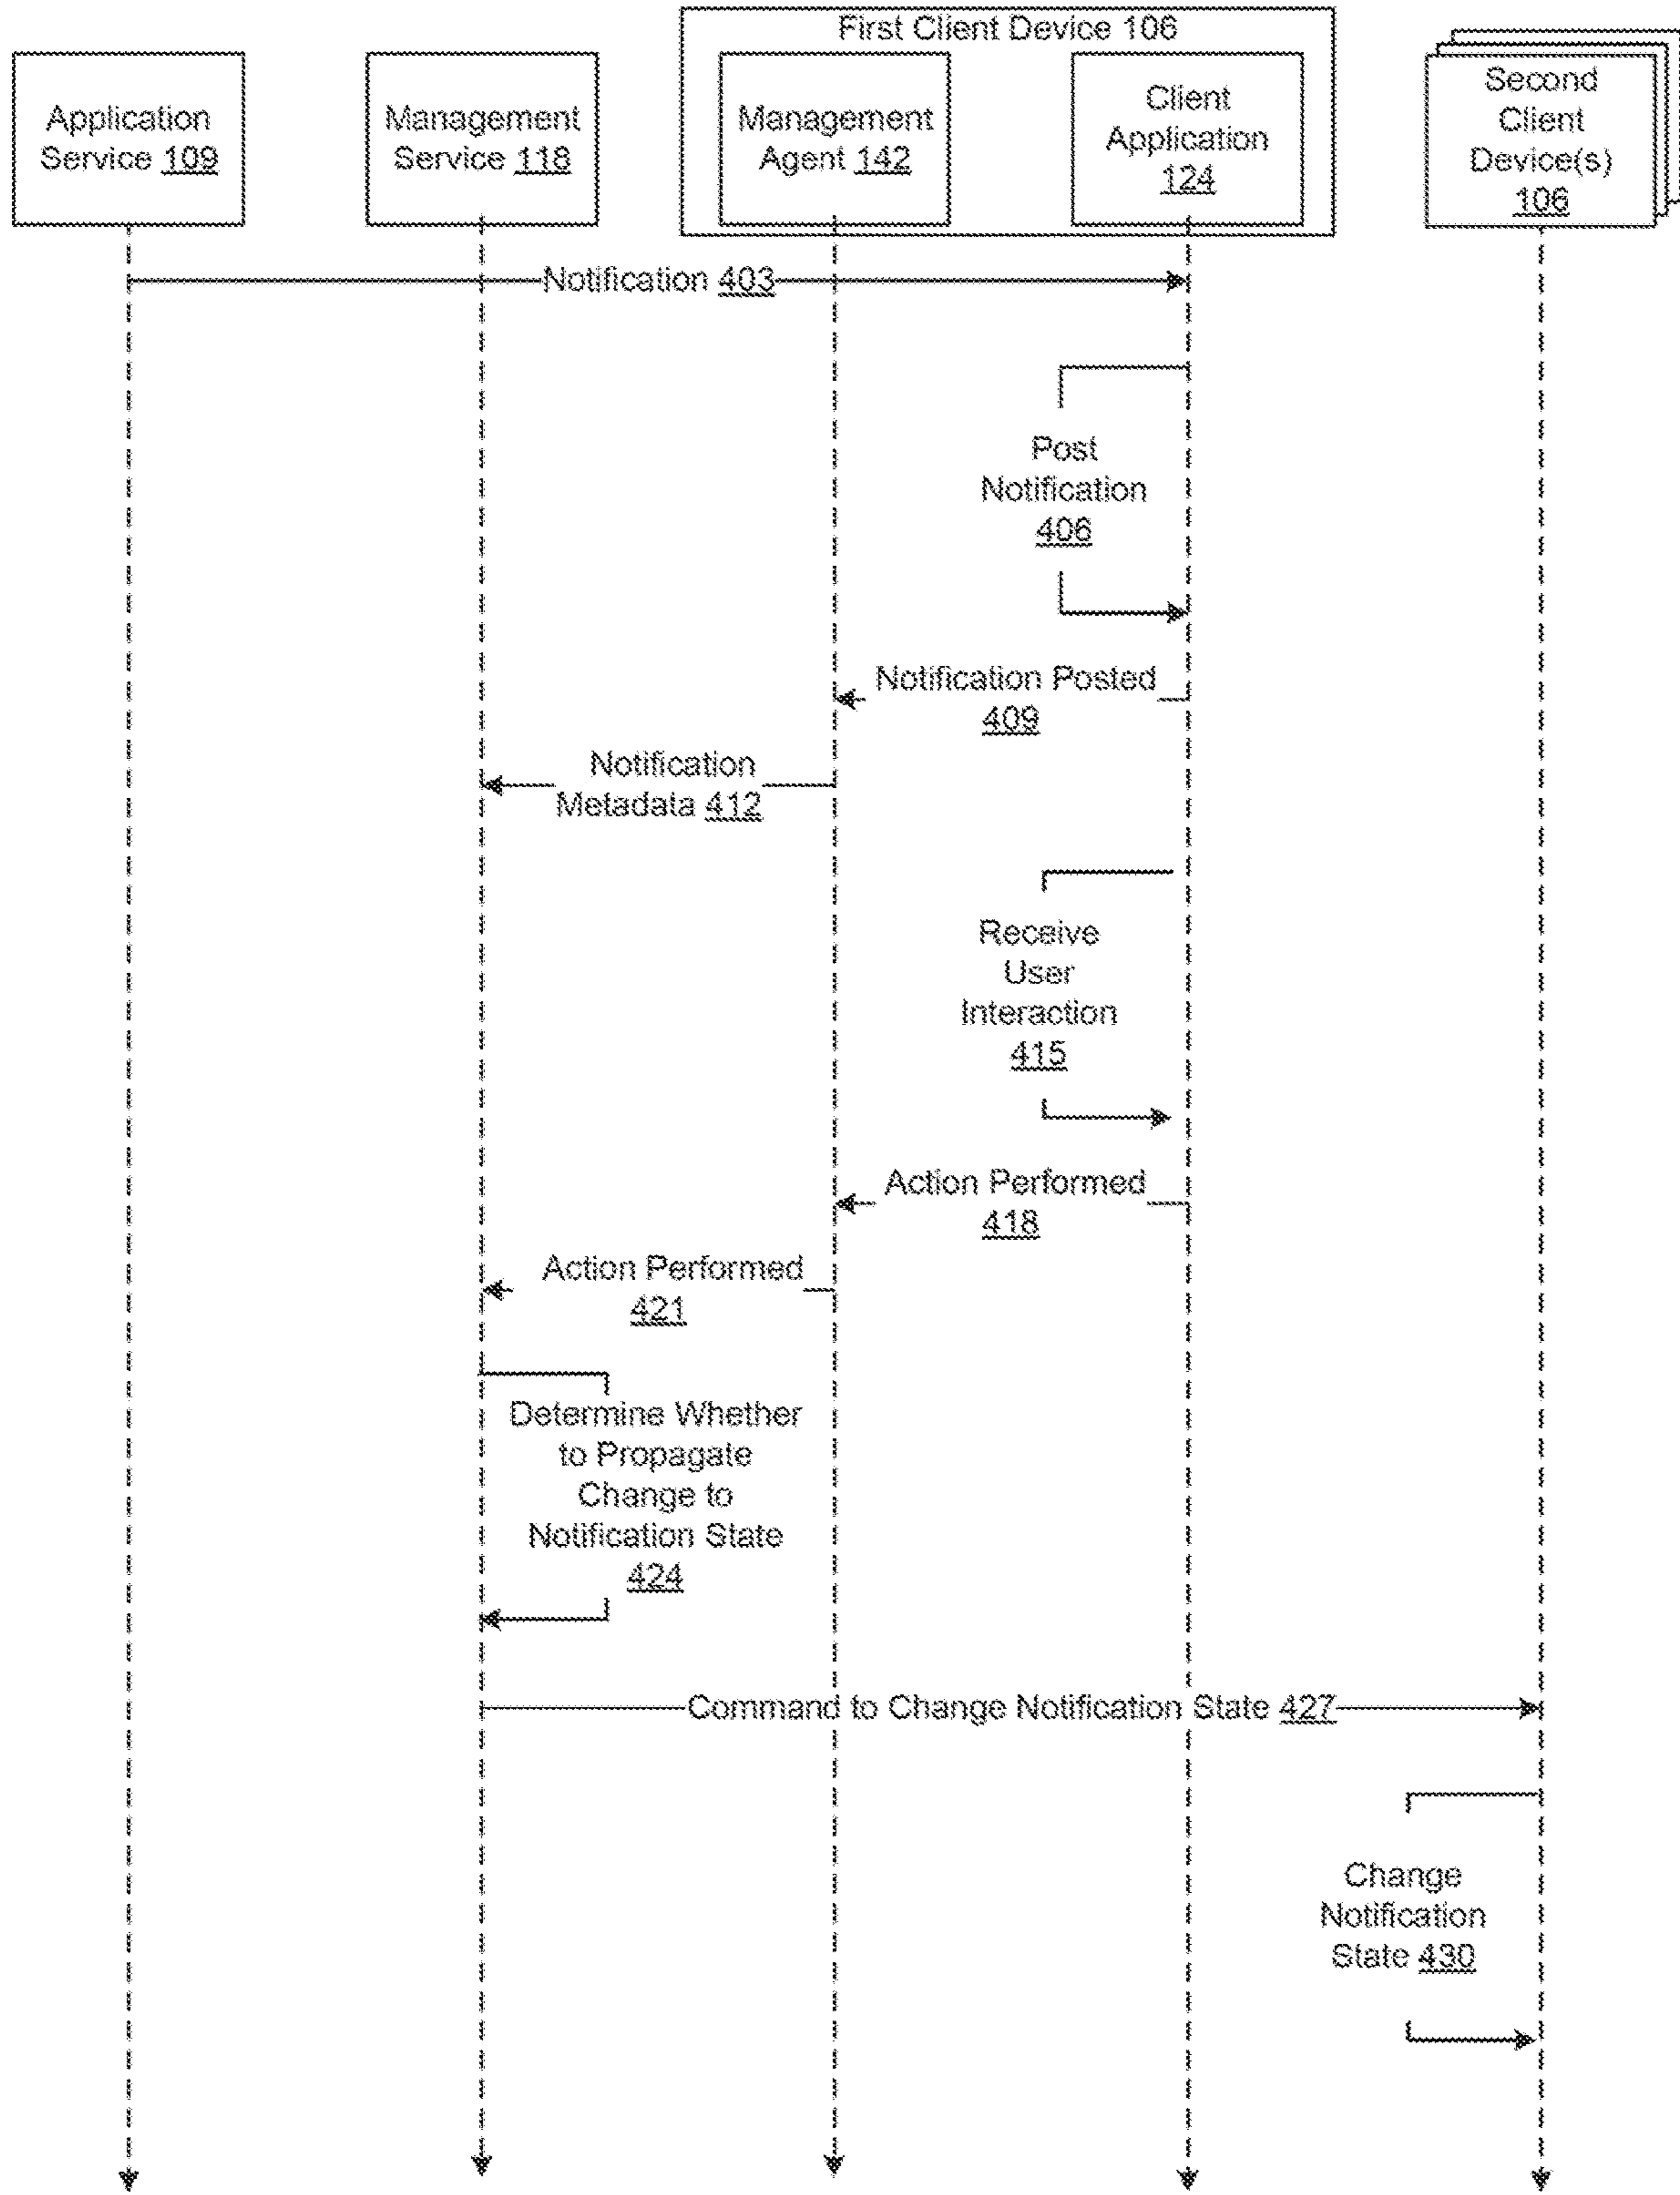 First Client Device 106
Application
Service 109
Management
Service 118
Management
Agent 142
Client
Application
124
Second
Client
Device(s)
106
Notification 403
Post
Notification
406
Notification Posted
409
Notification
Metadata 412
Receive
User
Interaction
415
Action Performed
418
Action Performed
421
Determine Whether
to Propagate
Change to
Notification State
424
Command to Change Notification State 427
Change
Notification
State 430